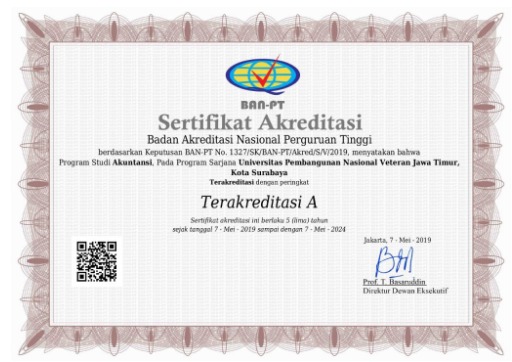 BAN-PT
Sertifikat Akreditasi
Badan Akreditasi Nasional Perguruan Tinggi
berdasarkan Keputusan BAN-PT No. 1327/SK/BAN-PT/Akred/S/V/2019, menyatakan bahwa
Program Studi Akuntansi, Pada Program Sarjana Universitas Pembangunan Nasional Veteran Jawa Timur,
Kota Surabaya
Terakreditasi dengan peringkat
Terakreditasi A
Sertifikat akreditasi ini berlaku 5 (lima) tahun
sejak tanggal 7 - Mei - 2019 sampai dengan 7 - Mei - 2024
Jakarta, 7 - Mei - 2019
Prof. T. Basaruddin
Direktur Dewan Eksekutif